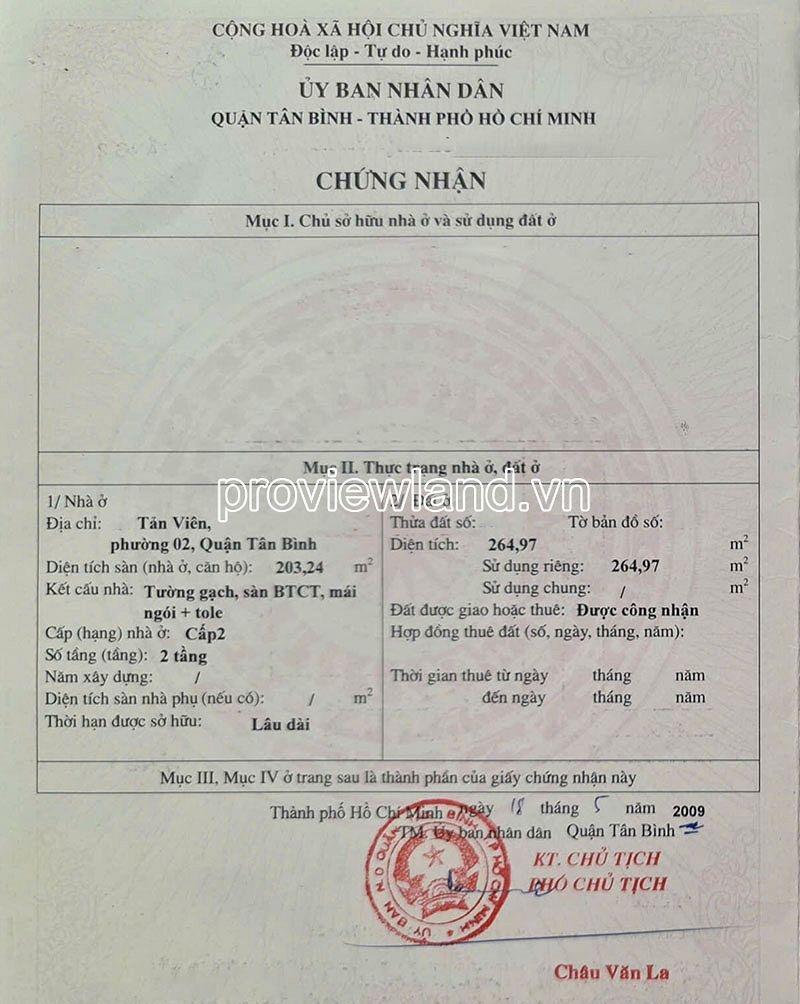 CỘNG HOÀ XÃ HỘI CHỦ NGHĨA VIỆT NAM
Độc lập - Tự do - Hạnh phúc
ỦY BAN NHÂN DÂN
QUẬN TÂN BÌNH - THÀNH PHỐ HỒ CHÍ MINH
CHỨNG NHẬN
Mục I. Chủ sở hữu nhà ở và sử dụng đất ở
Mục II. Thực trạng nhà ở, đất ở
proviewland.vn
1/ Nhà ở
Địa chỉ: Tản Viên,
phường 02, Quận Tân Bình
Diện tích sàn (nhà ở, căn hộ): 203,24 m²
Kết cấu nhà: Tường gạch, sàn BTCT, mái
ngói + tole
Cấp (hạng) nhà ở: Cấp2
Số tầng (tầng): 2 tầng
Năm xây dựng: /
Diện tích sàn nhà phụ (nếu có): / m²
Thời hạn được sở hữu: Lâu dài
2/ Đất ở
Thửa đất số: Tờ bản đồ số:
Diện tích: 264,97 m²
Sử dụng riêng: 264,97 m²
Sử dụng chung: / m²
Đất được giao hoặc thuê: Được công nhận
Hợp đồng thuê đất (số, ngày, tháng, năm):
Thời gian thuê từ ngày tháng năm
đến ngày tháng năm
Mục III, Mục IV ở trang sau là thành phần của giấy chứng nhận này
Thành phố Hồ Chí Minh ngày 18 tháng 5 năm 2009
TM. Ủy ban nhân dân Quận Tân Bình
KT. CHỦ TỊCH
PHÓ CHỦ TỊCH
Châu Văn La